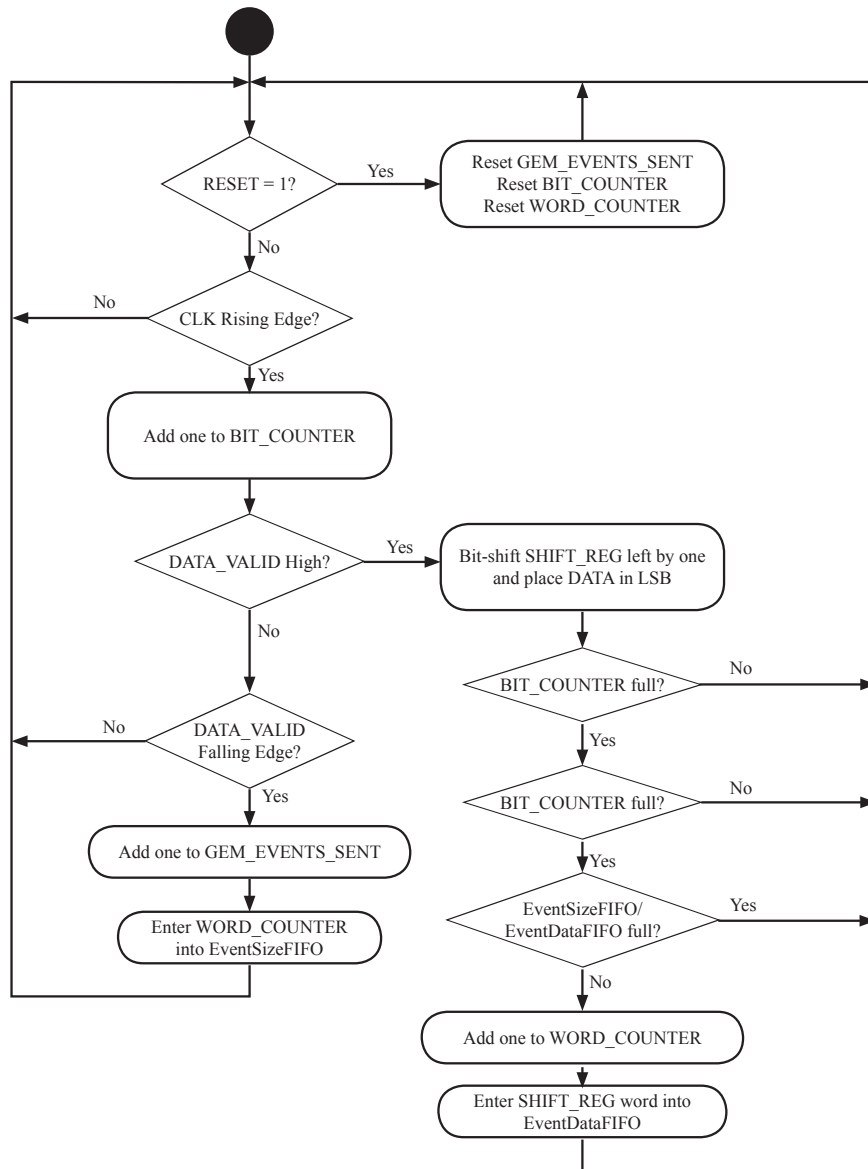 RESET = 1?
Yes
Reset GEM_EVENTS_SENT
Reset BIT_COUNTER
Reset WORD_COUNTER
No
CLK Rising Edge?
No
Yes
Add one to BIT_COUNTER
DATA_VALID High?
Yes
Bit-shift SHIFT_REG left by one
and place DATA in LSB
No
BIT_COUNTER full?
No
Yes
DATA_VALID
Falling Edge?
No
Yes
BIT_COUNTER full?
No
Yes
Add one to GEM_EVENTS_SENT
Enter WORD_COUNTER
into EventSizeFIFO
EventSizeFIFO/
EventDataFIFO full?
Yes
No
Add one to WORD_COUNTER
Enter SHIFT_REG word into
EventDataFIFO